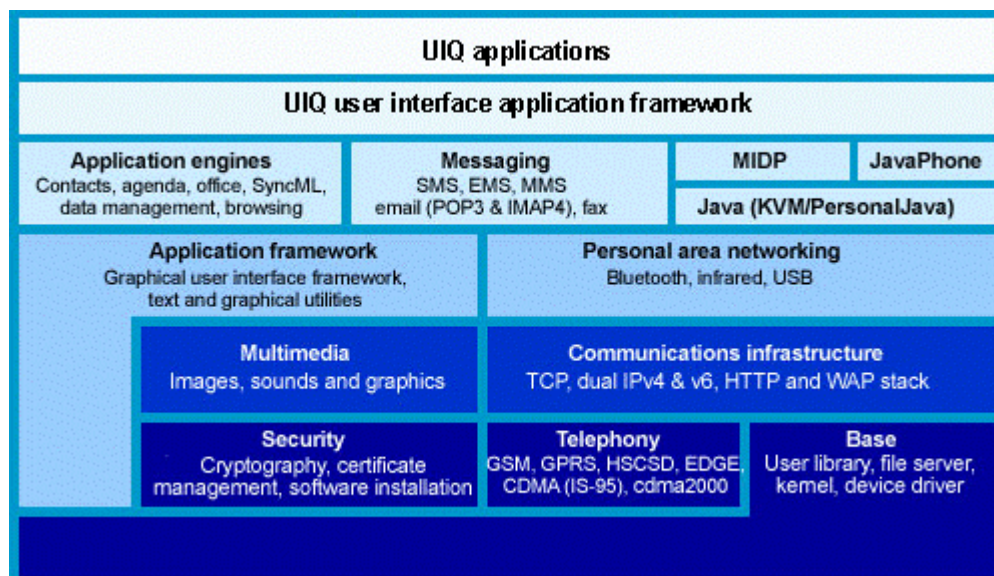 UIQ applications
UIQ user interface application framework
Application engines
Contacts, agenda, office, SyncML,
data management, browsing
Messaging
SMS, EMS, MMS
email (POP3 & IMAP4), fax
MIDP
JavaPhone
Java (KVM/PersonalJava)
Application framework
Graphical user interface framework,
text and graphical utilities
Personal area networking
Bluetooth, infrared, USB
Multimedia
Images, sounds and graphics
Communications infrastructure
TCP, dual IPv4 & v6, HTTP and WAP stack
Security
Cryptography, certificate
management, software installation
Telephony
GSM, GPRS, HSCSD, EDGE,
CDMA (IS-95), cdma2000
Base
User library, file server,
kernel, device driver